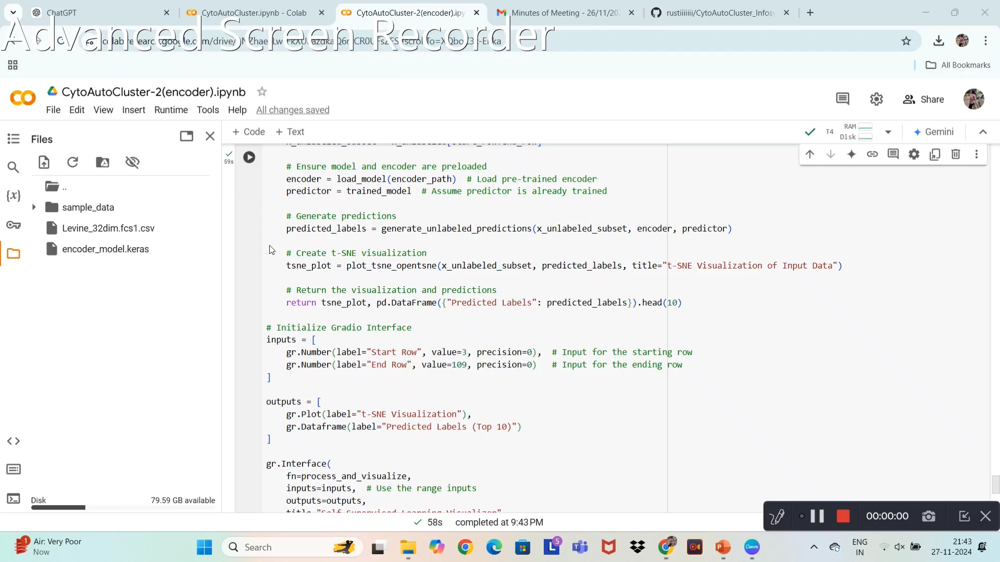 ChatGPT
CytoAutoCluster.ipynb - Colab
CytoAutoCluster-2(encoder).ipy
Minutes of Meeting - 26/11/202
rustiiiiiii/CytoAutoCluster_Infosy
Advanced Screen Recorder
All Bookmarks
CytoAutoCluster-2(encoder).ipynb
File Edit View Insert Runtime Tools Help All changes saved
Share
Files
+ Code + Text
T4
RAM
Disk
Gemini
59s
..
sample_data
Levine_32dim.fcs1.csv
encoder_model.keras
# Ensure model and encoder are preloaded
encoder = load_model(encoder_path)  # Load pre-trained encoder
predictor = trained_model  # Assume predictor is already trained
# Generate predictions
predicted_labels = generate_unlabeled_predictions(x_unlabeled_subset, encoder, predictor)
# Create t-SNE visualization
tsne_plot = plot_tsne_opentsne(x_unlabeled_subset, predicted_labels, title="t-SNE Visualization of Input Data")
# Return the visualization and predictions
return tsne_plot, pd.DataFrame({"Predicted Labels": predicted_labels}).head(10)
# Initialize Gradio Interface
inputs = [
gr.Number(label="Start Row", value=3, precision=0),  # Input for the starting row
gr.Number(label="End Row", value=109, precision=0)   # Input for the ending row
]
outputs = [
gr.Plot(label="t-SNE Visualization"),
gr.Dataframe(label="Predicted Labels (Top 10)")
]
gr.Interface(
fn=process_and_visualize,
inputs=inputs,  # Use the range inputs
outputs=outputs,
title="Self-Supervised Learning Visualizer"
Disk
79.59 GB available
58s completed at 9:43 PM
00:00:00
1
Air: Very Poor
Now
Search
5
ENG
IN
21:43
27-11-2024